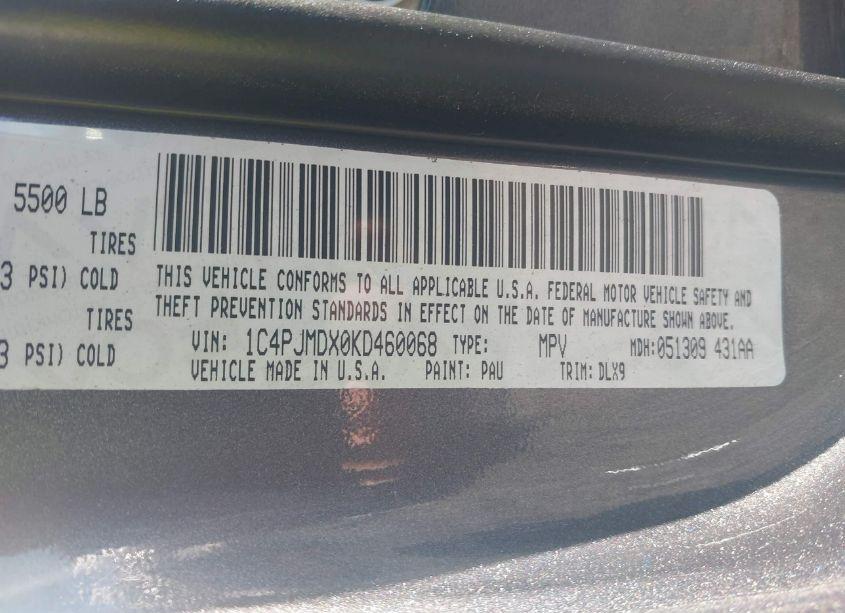 5500 LB
TIRES
3 PSI) COLD
TIRES
3 PSI) COLD
THIS VEHICLE CONFORMS TO ALL APPLICABLE U.S.A. FEDERAL MOTOR VEHICLE SAFETY AND
THEFT PREVENTION STANDARDS IN EFFECT ON THE DATE OF MANUFACTURE SHOWN ABOVE.
VIN: 1C4PJMDX0KD460068 TYPE: MPV MDH: 051309 431AA
VEHICLE MADE IN U.S.A. PAINT: PAU TRIM: DLX9